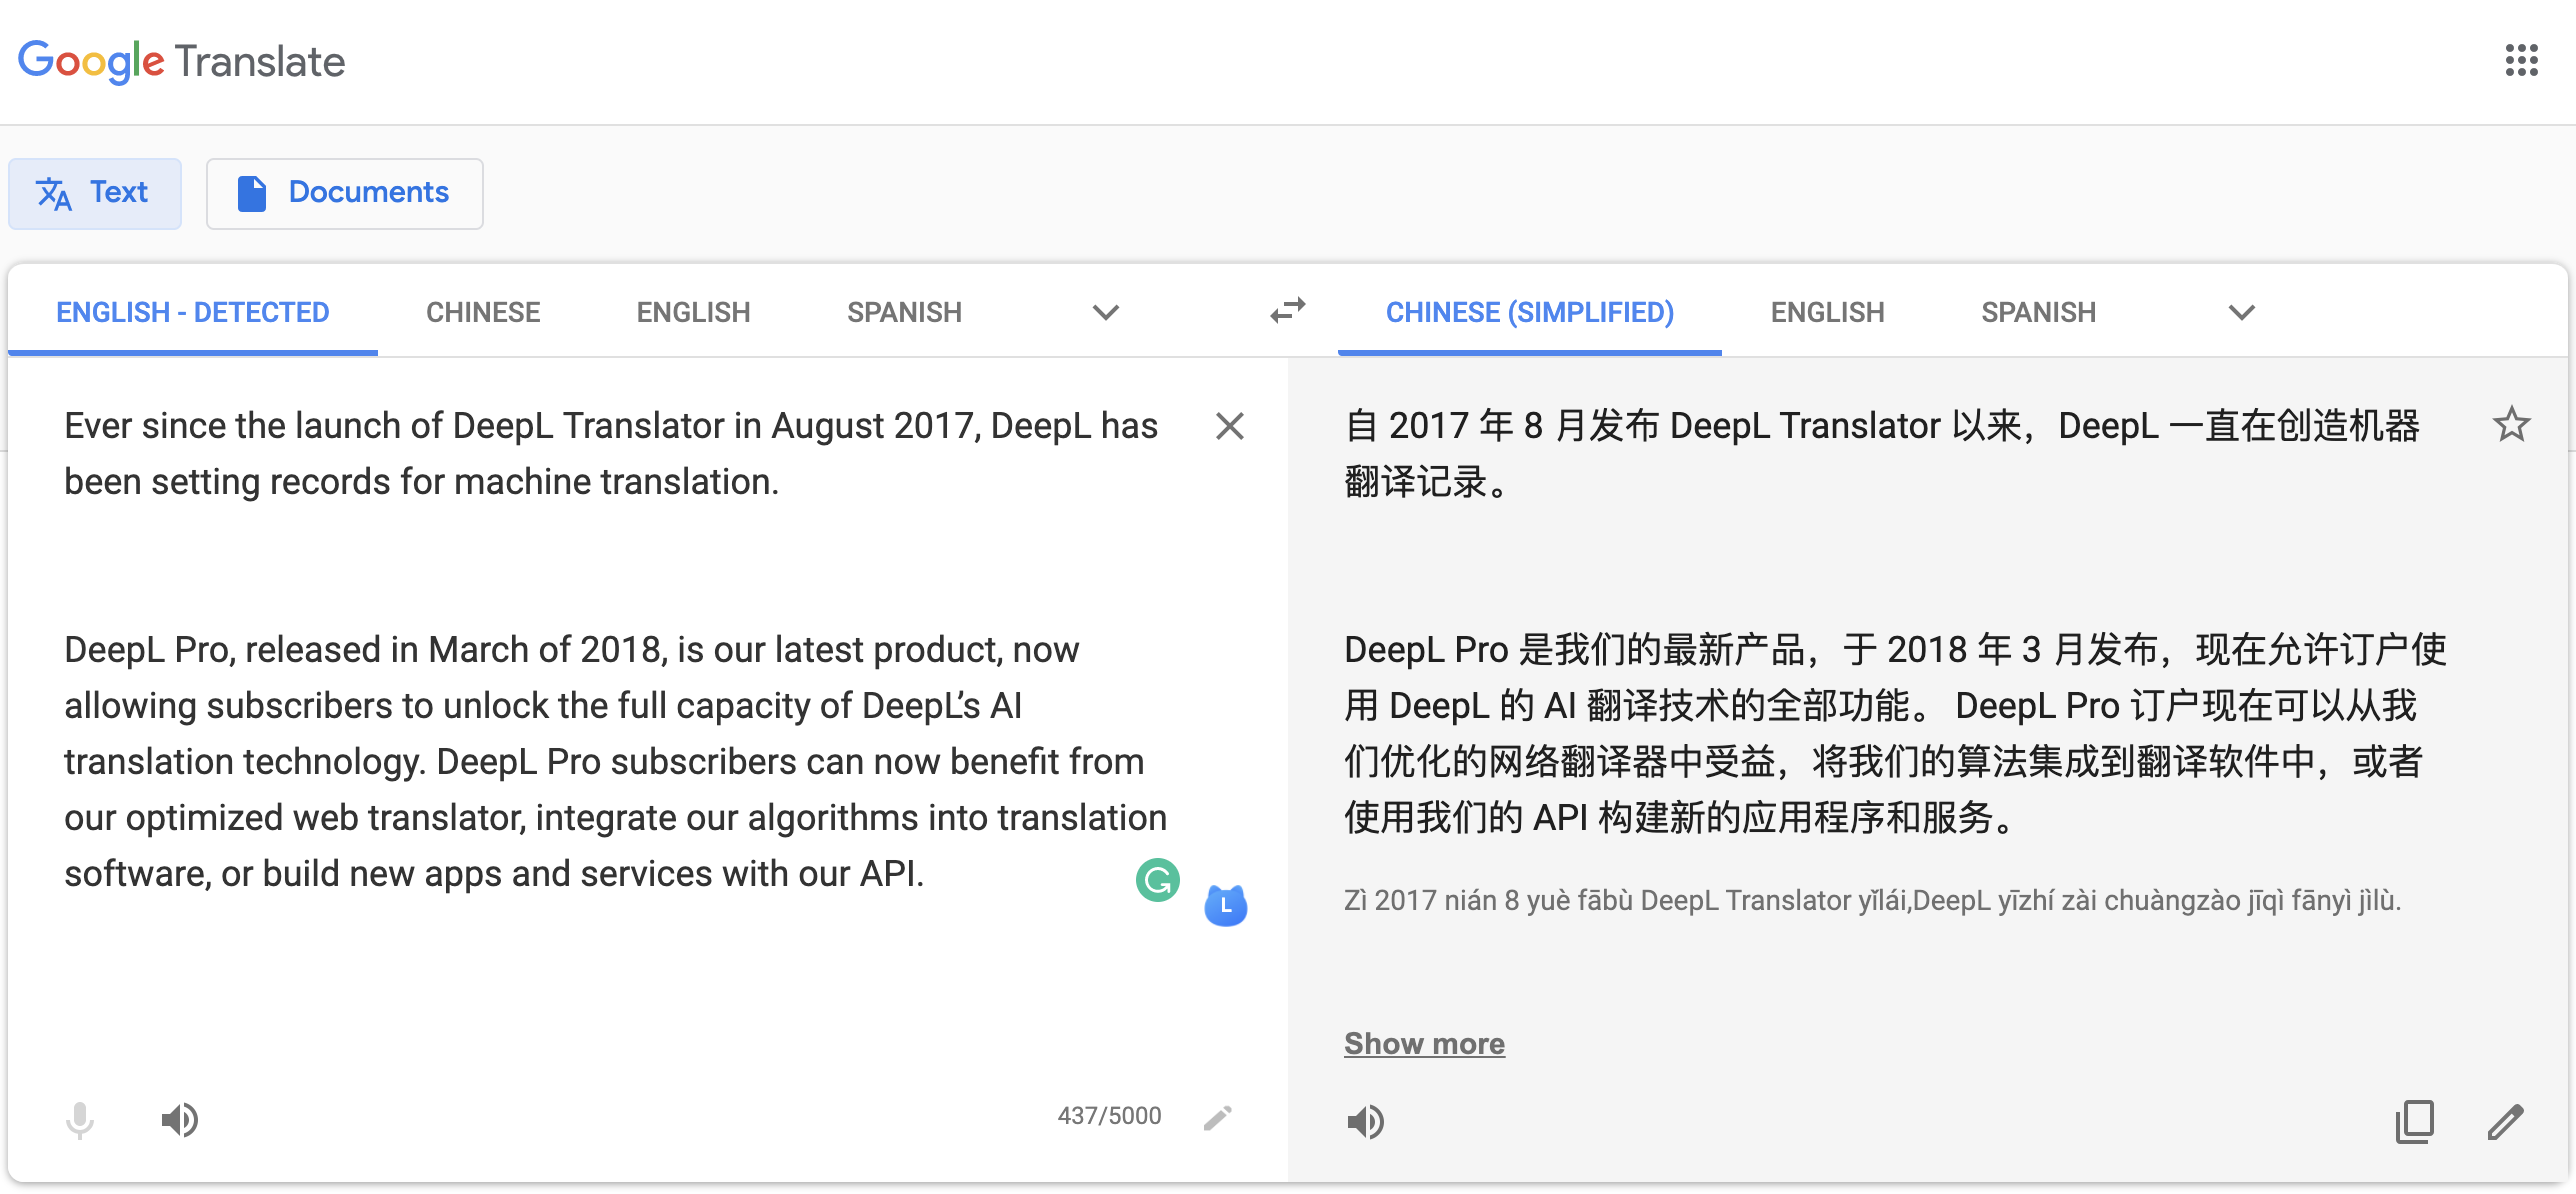 Google Translate
Text
Documents
ENGLISH - DETECTED
CHINESE
ENGLISH
SPANISH
CHINESE (SIMPLIFIED)
ENGLISH
SPANISH
Ever since the launch of DeepL Translator in August 2017, DeepL has
been setting records for machine translation.
DeepL Pro, released in March of 2018, is our latest product, now
allowing subscribers to unlock the full capacity of DeepL’s AI
translation technology. DeepL Pro subscribers can now benefit from
our optimized web translator, integrate our algorithms into translation
software, or build new apps and services with our API.
L
437/5000
自 2017 年 8 月发布 DeepL Translator 以来，DeepL 一直在创造机器
翻译记录。
DeepL Pro 是我们的最新产品，于 2018 年 3 月发布，现在允许订户使
用 DeepL 的 AI 翻译技术的全部功能。 DeepL Pro 订户现在可以从我
们优化的网络翻译器中受益，将我们的算法集成到翻译软件中，或者
使用我们的 API 构建新的应用程序和服务。
Zì 2017 nián 8 yuè fābù DeepL Translator yǐlái,DeepL yīzhí zài chuàngzào jīqì fānyì jìlù.
Show more